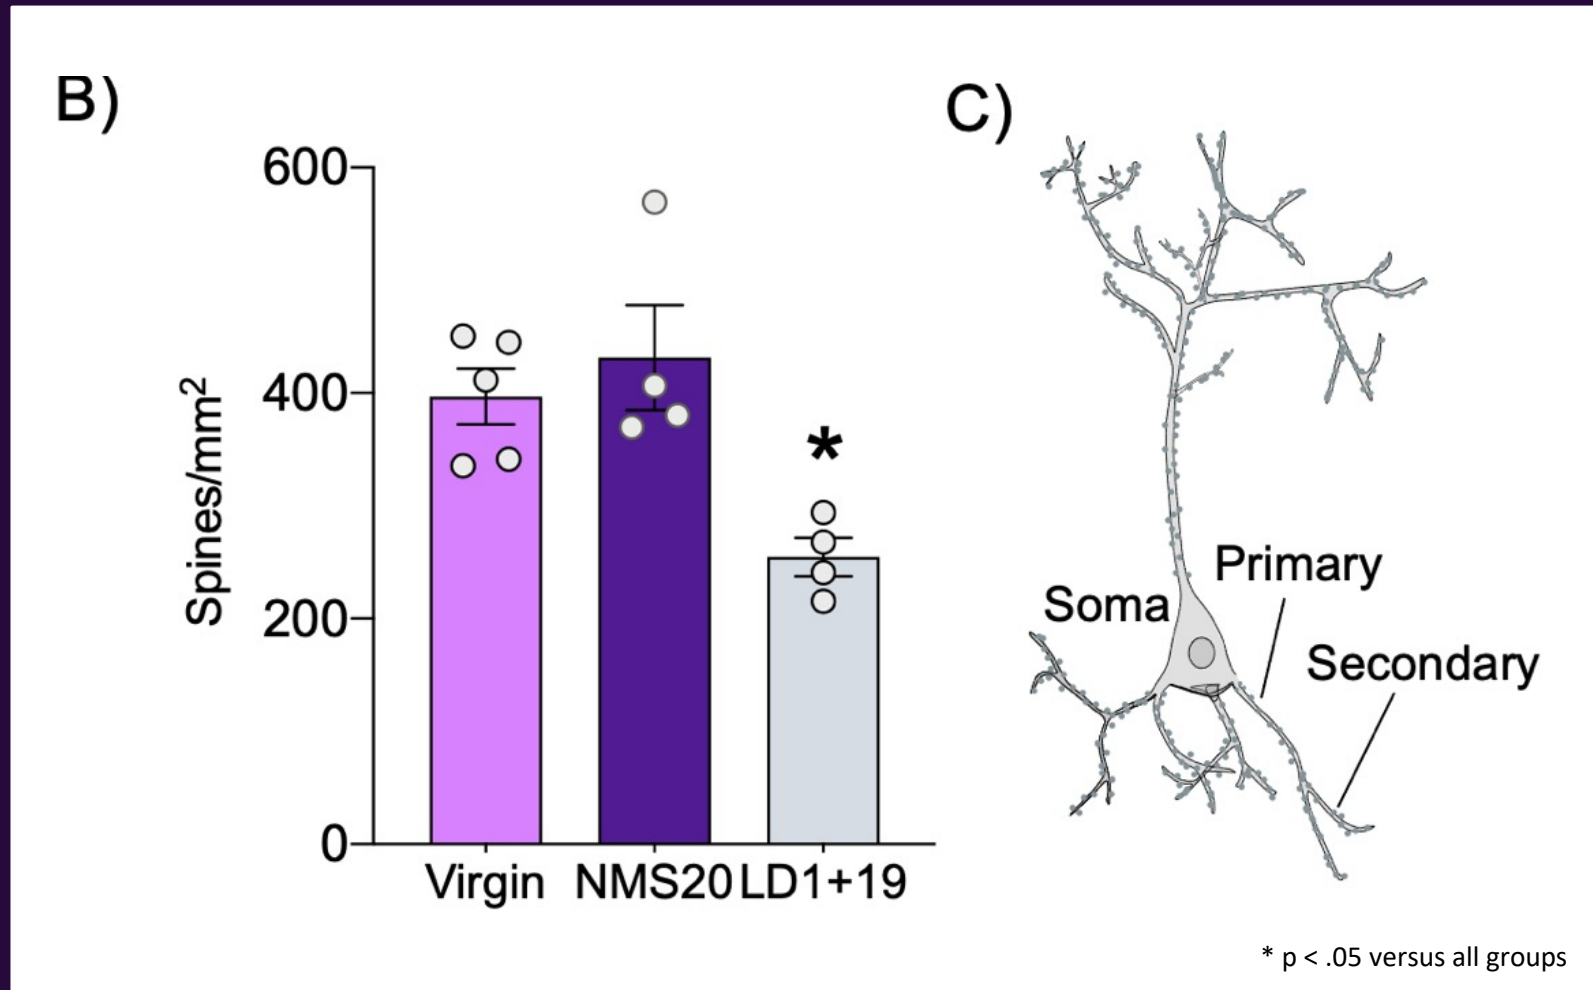 B)
600
400
200
0
Spines/mm²
*
Virgin NMS20 LD1+19
C)
Primary
Soma
Secondary
* p < .05 versus all groups